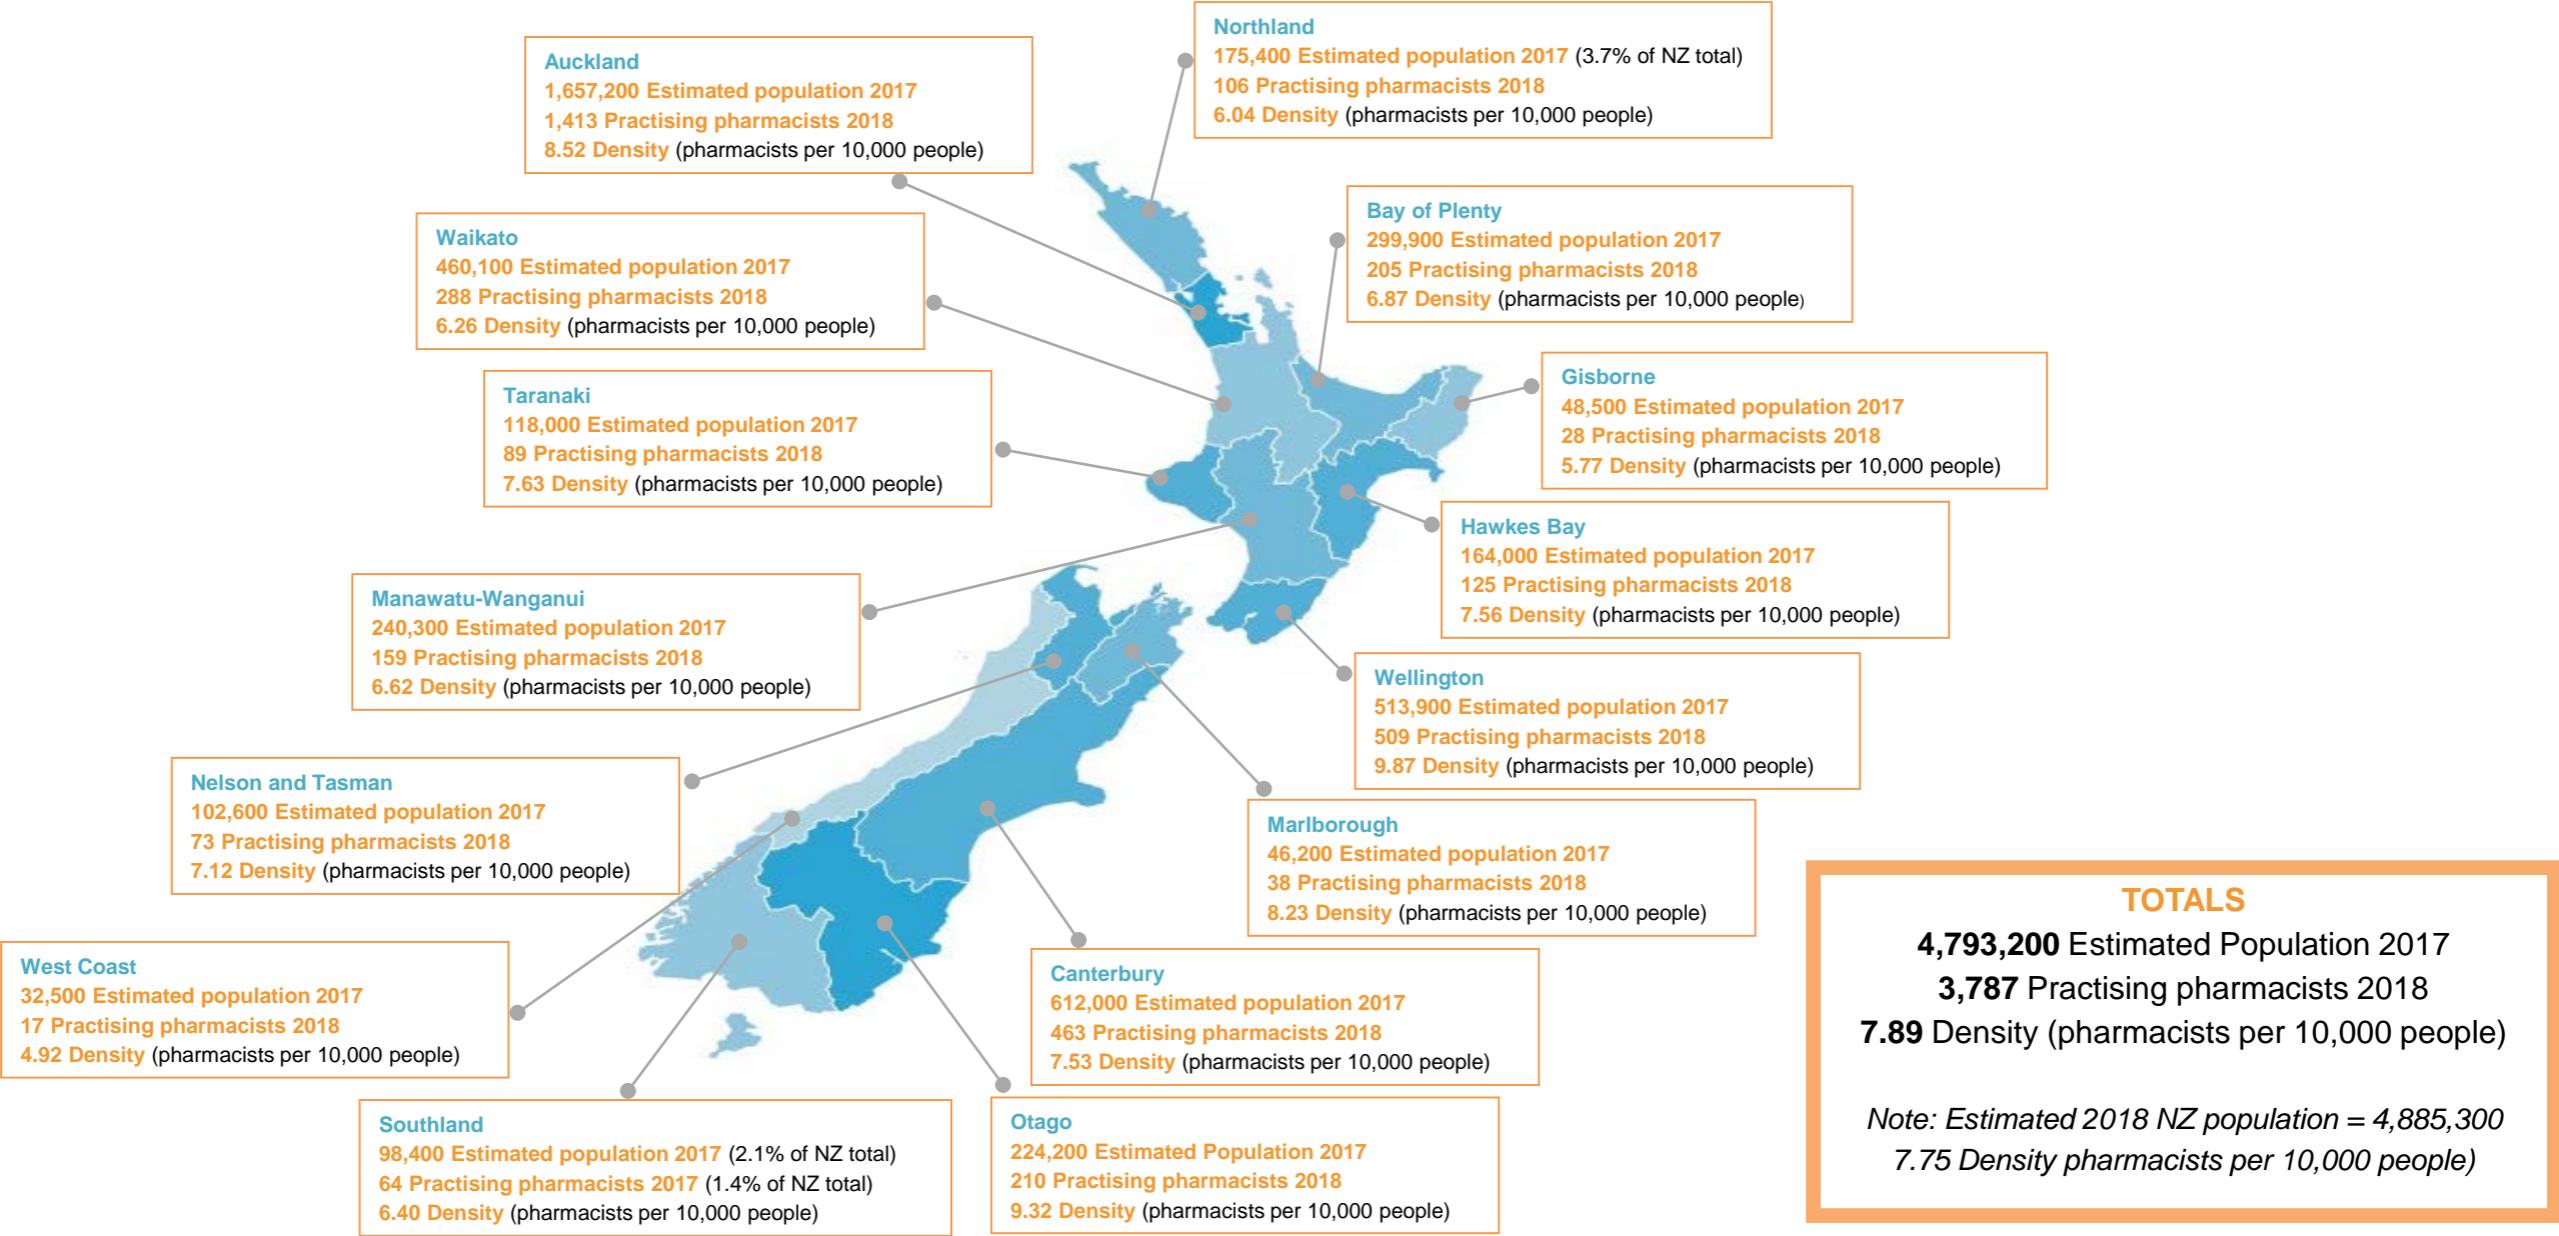 Northland
175,400 Estimated population 2017 (3.7% of NZ total)
106 Practising pharmacists 2018
6.04 Density (pharmacists per 10,000 people)
Auckland
1,657,200 Estimated population 2017
1,413 Practising pharmacists 2018
8.52 Density (pharmacists per 10,000 people)
Bay of Plenty
299,900 Estimated population 2017
205 Practising pharmacists 2018
6.87 Density (pharmacists per 10,000 people)
Waikato
460,100 Estimated population 2017
288 Practising pharmacists 2018
6.26 Density (pharmacists per 10,000 people)
Gisborne
48,500 Estimated population 2017
28 Practising pharmacists 2018
5.77 Density (pharmacists per 10,000 people)
Taranaki
118,000 Estimated population 2017
89 Practising pharmacists 2018
7.63 Density (pharmacists per 10,000 people)
Hawkes Bay
164,000 Estimated population 2017
125 Practising pharmacists 2018
7.56 Density (pharmacists per 10,000 people)
Manawatu-Wanganui
240,300 Estimated population 2017
159 Practising pharmacists 2018
6.62 Density (pharmacists per 10,000 people)
Wellington
513,900 Estimated population 2017
509 Practising pharmacists 2018
9.87 Density (pharmacists per 10,000 people)
Nelson and Tasman
102,600 Estimated population 2017
73 Practising pharmacists 2018
7.12 Density (pharmacists per 10,000 people)
Marlborough
46,200 Estimated population 2017
38 Practising pharmacists 2018
8.23 Density (pharmacists per 10,000 people)
West Coast
32,500 Estimated population 2017
17 Practising pharmacists 2018
4.92 Density (pharmacists per 10,000 people)
Canterbury
612,000 Estimated population 2017
463 Practising pharmacists 2018
7.53 Density (pharmacists per 10,000 people)
Southland
98,400 Estimated population 2017 (2.1% of NZ total)
64 Practising pharmacists 2017 (1.4% of NZ total)
6.40 Density (pharmacists per 10,000 people)
Otago
224,200 Estimated Population 2017
210 Practising pharmacists 2018
9.32 Density (pharmacists per 10,000 people)
TOTALS
4,793,200 Estimated Population 2017
3,787 Practising pharmacists 2018
7.89 Density (pharmacists per 10,000 people)
Note: Estimated 2018 NZ population = 4,885,300
7.75 Density pharmacists per 10,000 people)